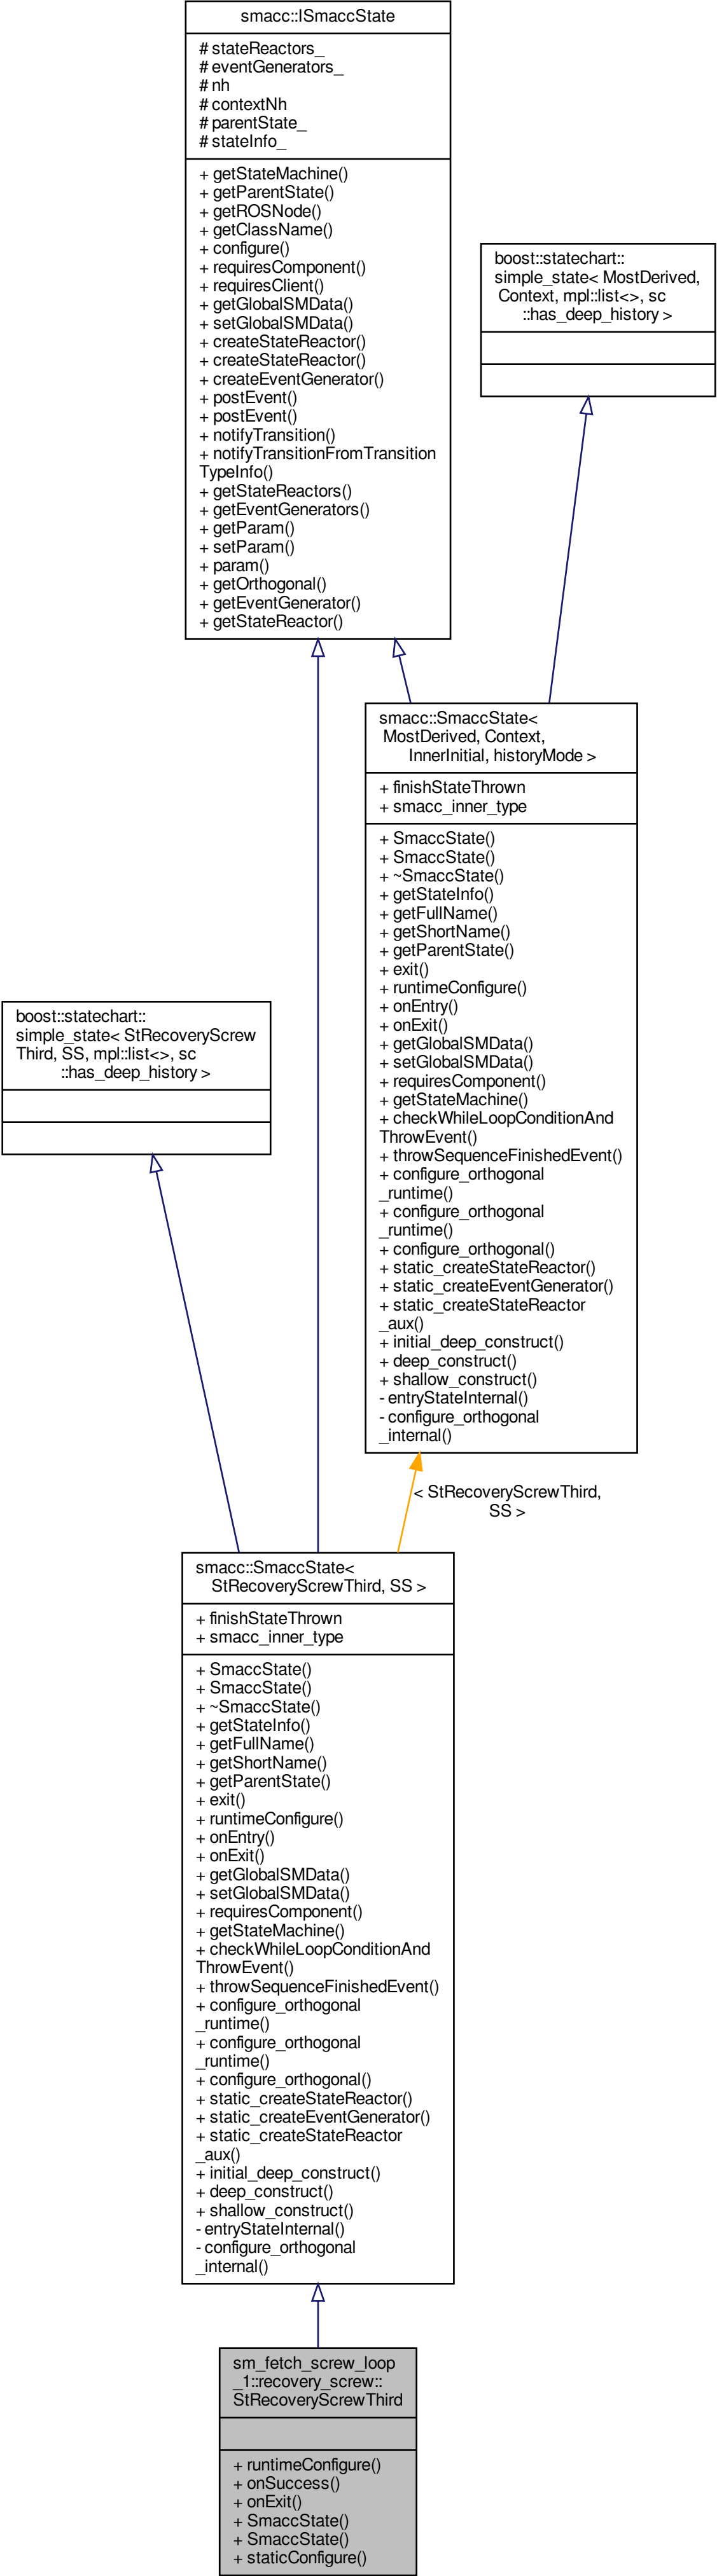 smacc::ISmaccState
# stateReactors_
# eventGenerators_
# nh
# contextNh
# parentState_
# stateInfo_
+ getStateMachine()
+ getParentState()
+ getROSNode()
+ getClassName()
+ configure()
+ requiresComponent()
+ requiresClient()
+ getGlobalSMData()
+ setGlobalSMData()
+ createStateReactor()
+ createStateReactor()
+ createEventGenerator()
+ postEvent()
+ postEvent()
+ notifyTransition()
+ notifyTransitionFromTransition
TypeInfo()
+ getStateReactors()
+ getEventGenerators()
+ getParam()
+ setParam()
+ param()
+ getOrthogonal()
+ getEventGenerator()
+ getStateReactor()
boost::statechart::
simple_state< MostDerived,
Context, mpl::list<>, sc
::has_deep_history >
smacc::SmaccState<
MostDerived, Context,
InnerInitial, historyMode >
+ finishStateThrown
+ smacc_inner_type
+ SmaccState()
+ SmaccState()
+ ~SmaccState()
+ getStateInfo()
+ getFullName()
+ getShortName()
+ getParentState()
+ exit()
+ runtimeConfigure()
+ onEntry()
+ onExit()
+ getGlobalSMData()
+ setGlobalSMData()
+ requiresComponent()
+ getStateMachine()
+ checkWhileLoopConditionAnd
ThrowEvent()
+ throwSequenceFinishedEvent()
+ configure_orthogonal
_runtime()
+ configure_orthogonal
_runtime()
+ configure_orthogonal()
+ static_createStateReactor()
+ static_createEventGenerator()
+ static_createStateReactor
_aux()
+ initial_deep_construct()
+ deep_construct()
+ shallow_construct()
- entryStateInternal()
- configure_orthogonal
_internal()
boost::statechart::
simple_state< StRecoveryScrew
Third, SS, mpl::list<>, sc
::has_deep_history >
< StRecoveryScrewThird,
SS >
smacc::SmaccState<
StRecoveryScrewThird, SS >
+ finishStateThrown
+ smacc_inner_type
+ SmaccState()
+ SmaccState()
+ ~SmaccState()
+ getStateInfo()
+ getFullName()
+ getShortName()
+ getParentState()
+ exit()
+ runtimeConfigure()
+ onEntry()
+ onExit()
+ getGlobalSMData()
+ setGlobalSMData()
+ requiresComponent()
+ getStateMachine()
+ checkWhileLoopConditionAnd
ThrowEvent()
+ throwSequenceFinishedEvent()
+ configure_orthogonal
_runtime()
+ configure_orthogonal
_runtime()
+ configure_orthogonal()
+ static_createStateReactor()
+ static_createEventGenerator()
+ static_createStateReactor
_aux()
+ initial_deep_construct()
+ deep_construct()
+ shallow_construct()
- entryStateInternal()
- configure_orthogonal
_internal()
sm_fetch_screw_loop
_1::recovery_screw::
StRecoveryScrewThird
+ runtimeConfigure()
+ onSuccess()
+ onExit()
+ SmaccState()
+ SmaccState()
+ staticConfigure()